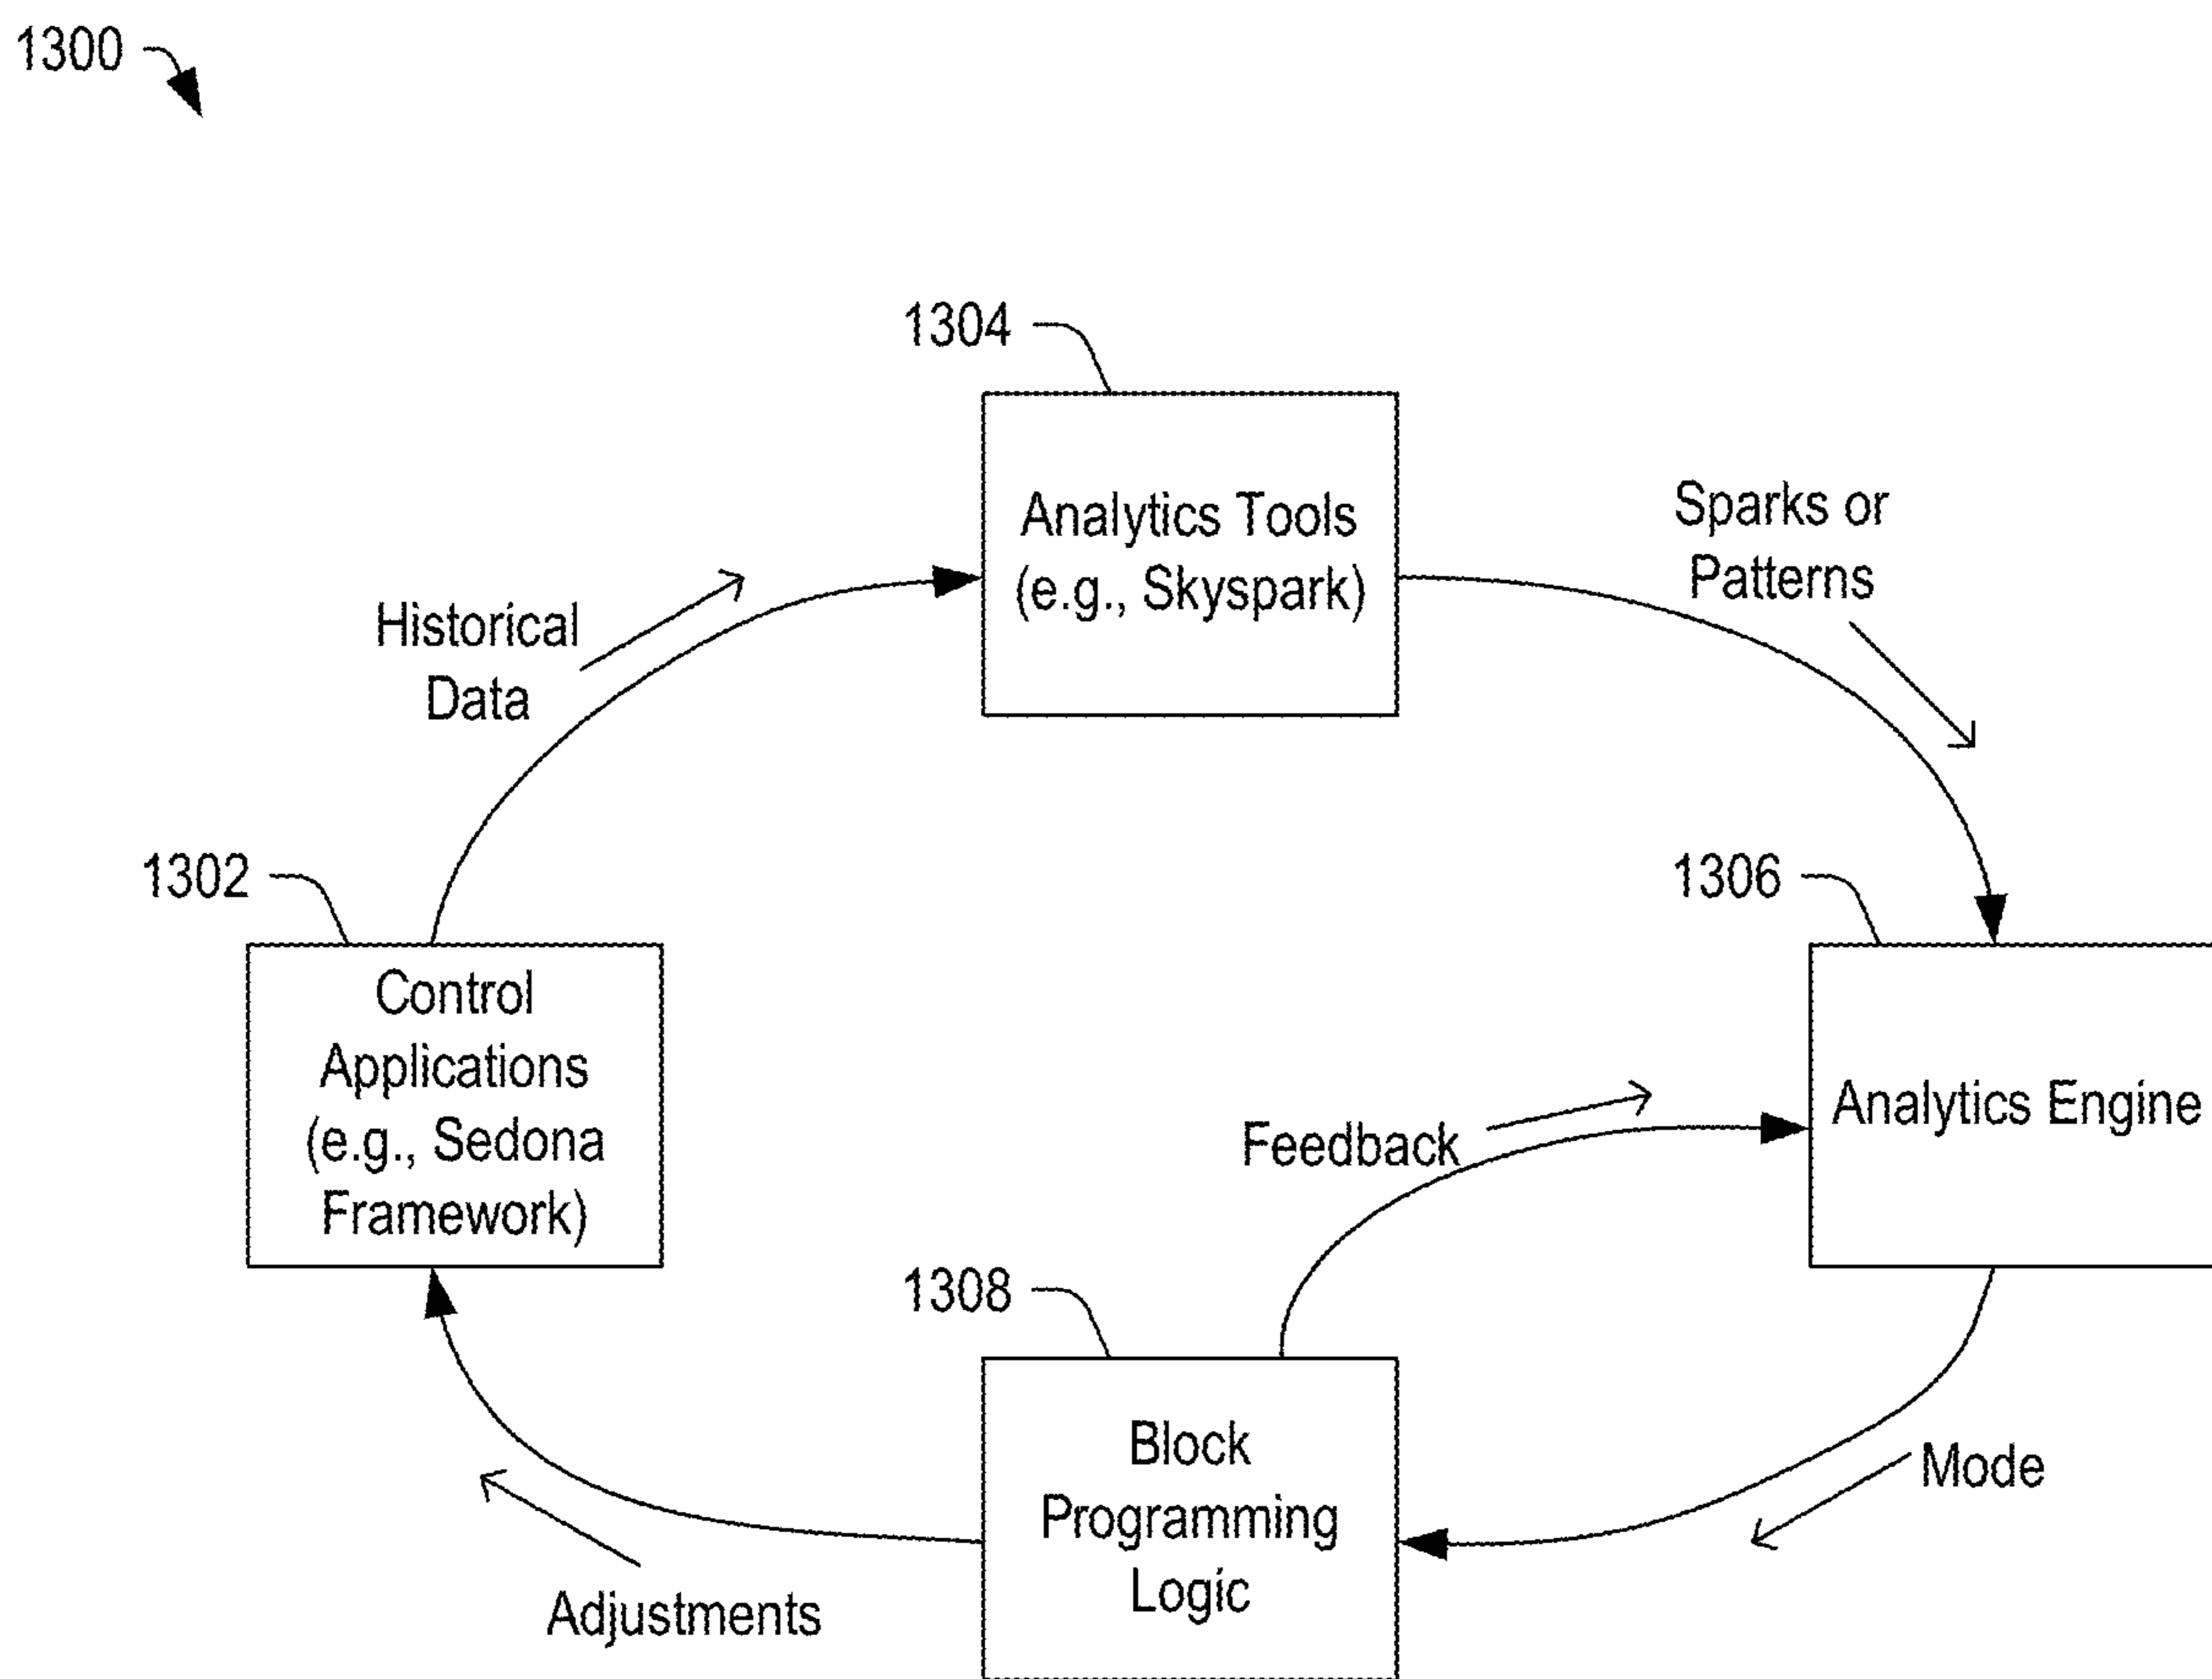 1300
1304
Analytics Tools
(e.g., Skyspark)
Sparks or
Patterns
Historical
Data
1302
Control
Applications
(e.g., Sedona
Framework)
1306
Analytics Engine
Feedback
1308
Block
Programming
Logic
Mode
Adjustments